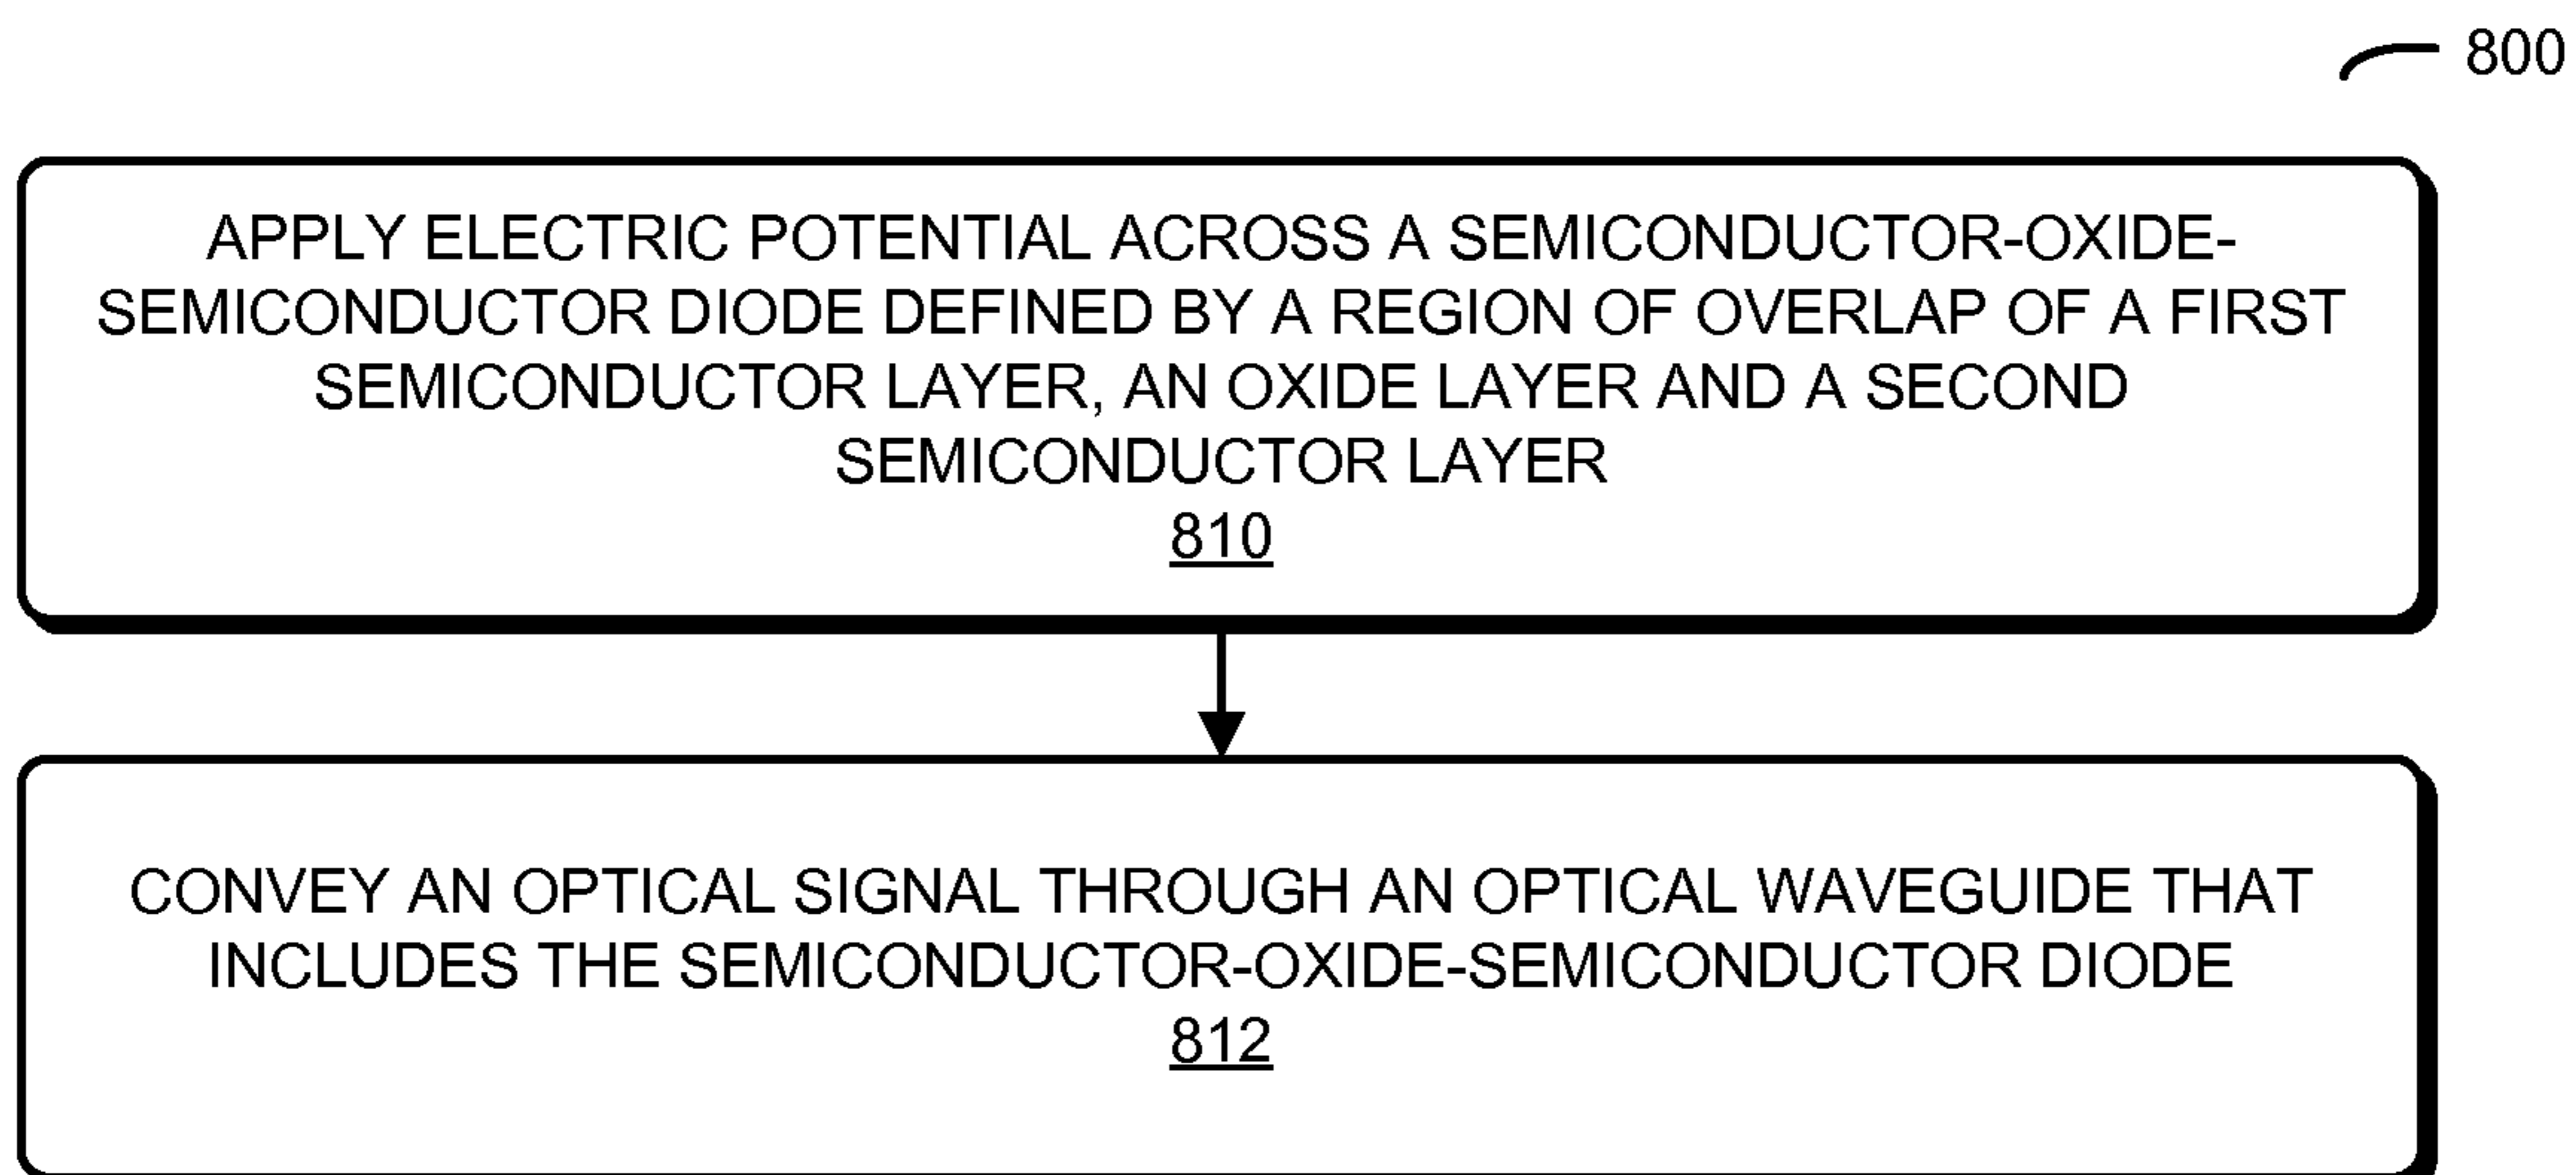 800
APPLY ELECTRIC POTENTIAL ACROSS A SEMICONDUCTOR-OXIDE-
SEMICONDUCTOR DIODE DEFINED BY A REGION OF OVERLAP OF A FIRST
SEMICONDUCTOR LAYER, AN OXIDE LAYER AND A SECOND
SEMICONDUCTOR LAYER
810
CONVEY AN OPTICAL SIGNAL THROUGH AN OPTICAL WAVEGUIDE THAT
INCLUDES THE SEMICONDUCTOR-OXIDE-SEMICONDUCTOR DIODE
812